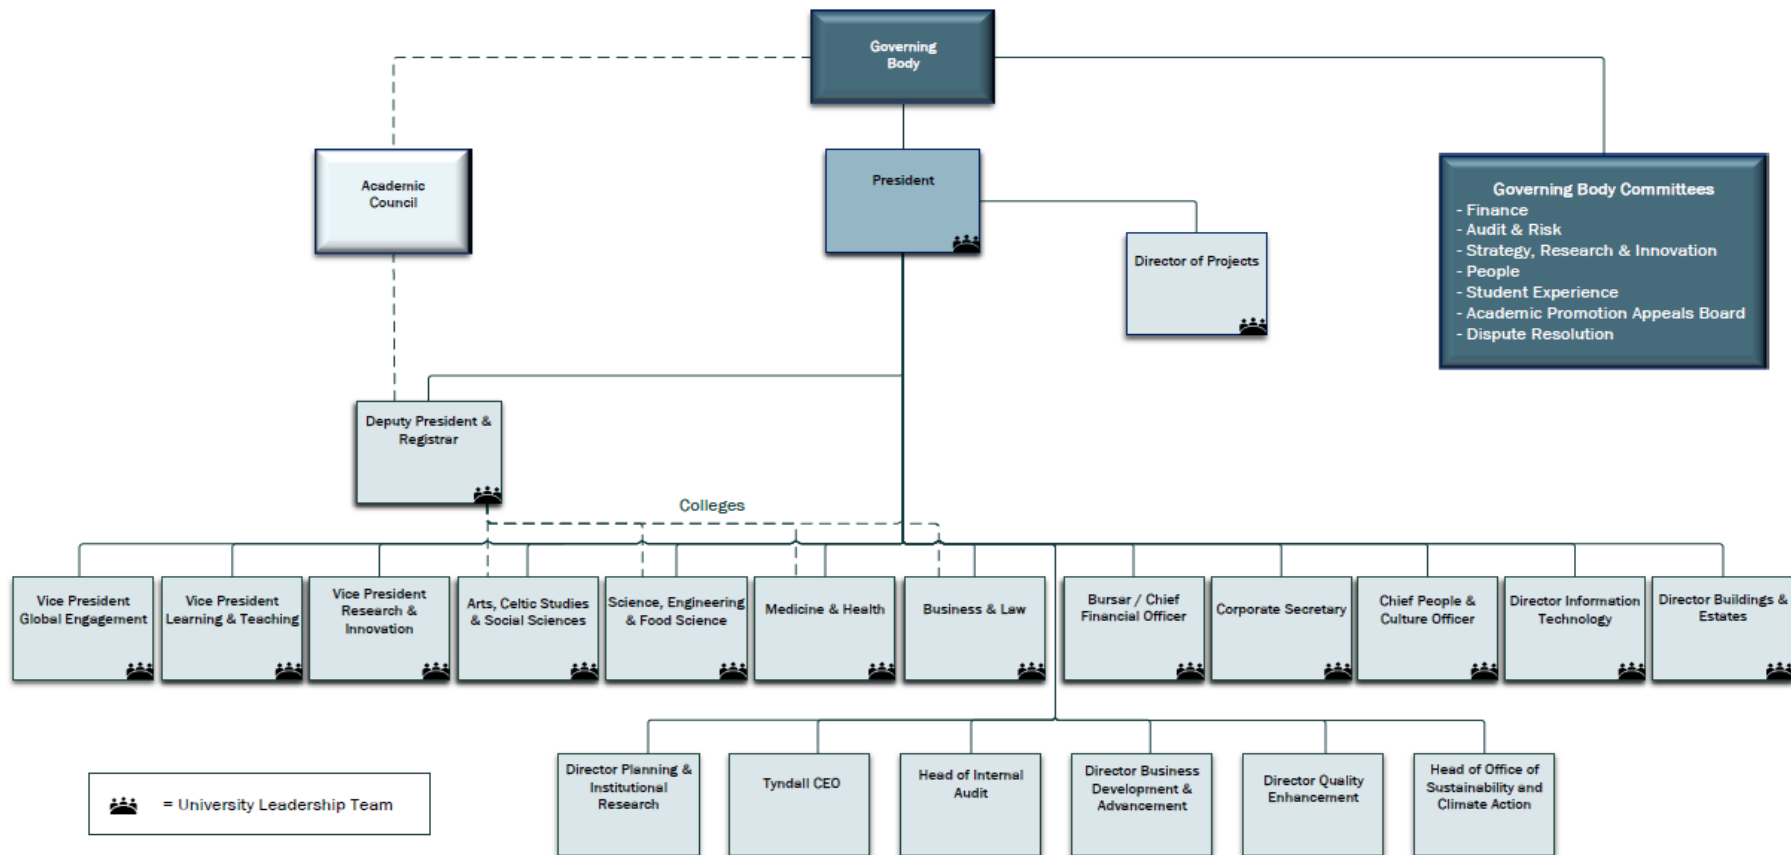 Governing
Body
Academic
Council
President
Governing Body Committees
- Finance
- Audit & Risk
- Strategy, Research & Innovation
- People
- Student Experience
- Academic Promotion Appeals Board
- Dispute Resolution
Director of Projects
Deputy President &
Registrar
Colleges
Vice President
Global Engagement
Vice President
Learning & Teaching
Vice President
Research &
Innovation
Arts, Celtic Studies
& Social Sciences
Science, Engineering
& Food Science
Medicine & Health
Business & Law
Bursar / Chief
Financial Officer
Corporate Secretary
Chief People &
Culture Officer
Director Information
Technology
Director Buildings &
Estates
Director Planning &
Institutional
Research
Tyndall CEO
Head of Internal
Audit
Director Business
Development &
Advancement
Director Quality
Enhancement
Head of Office of
Sustainability and
Climate Action
= University Leadership Team